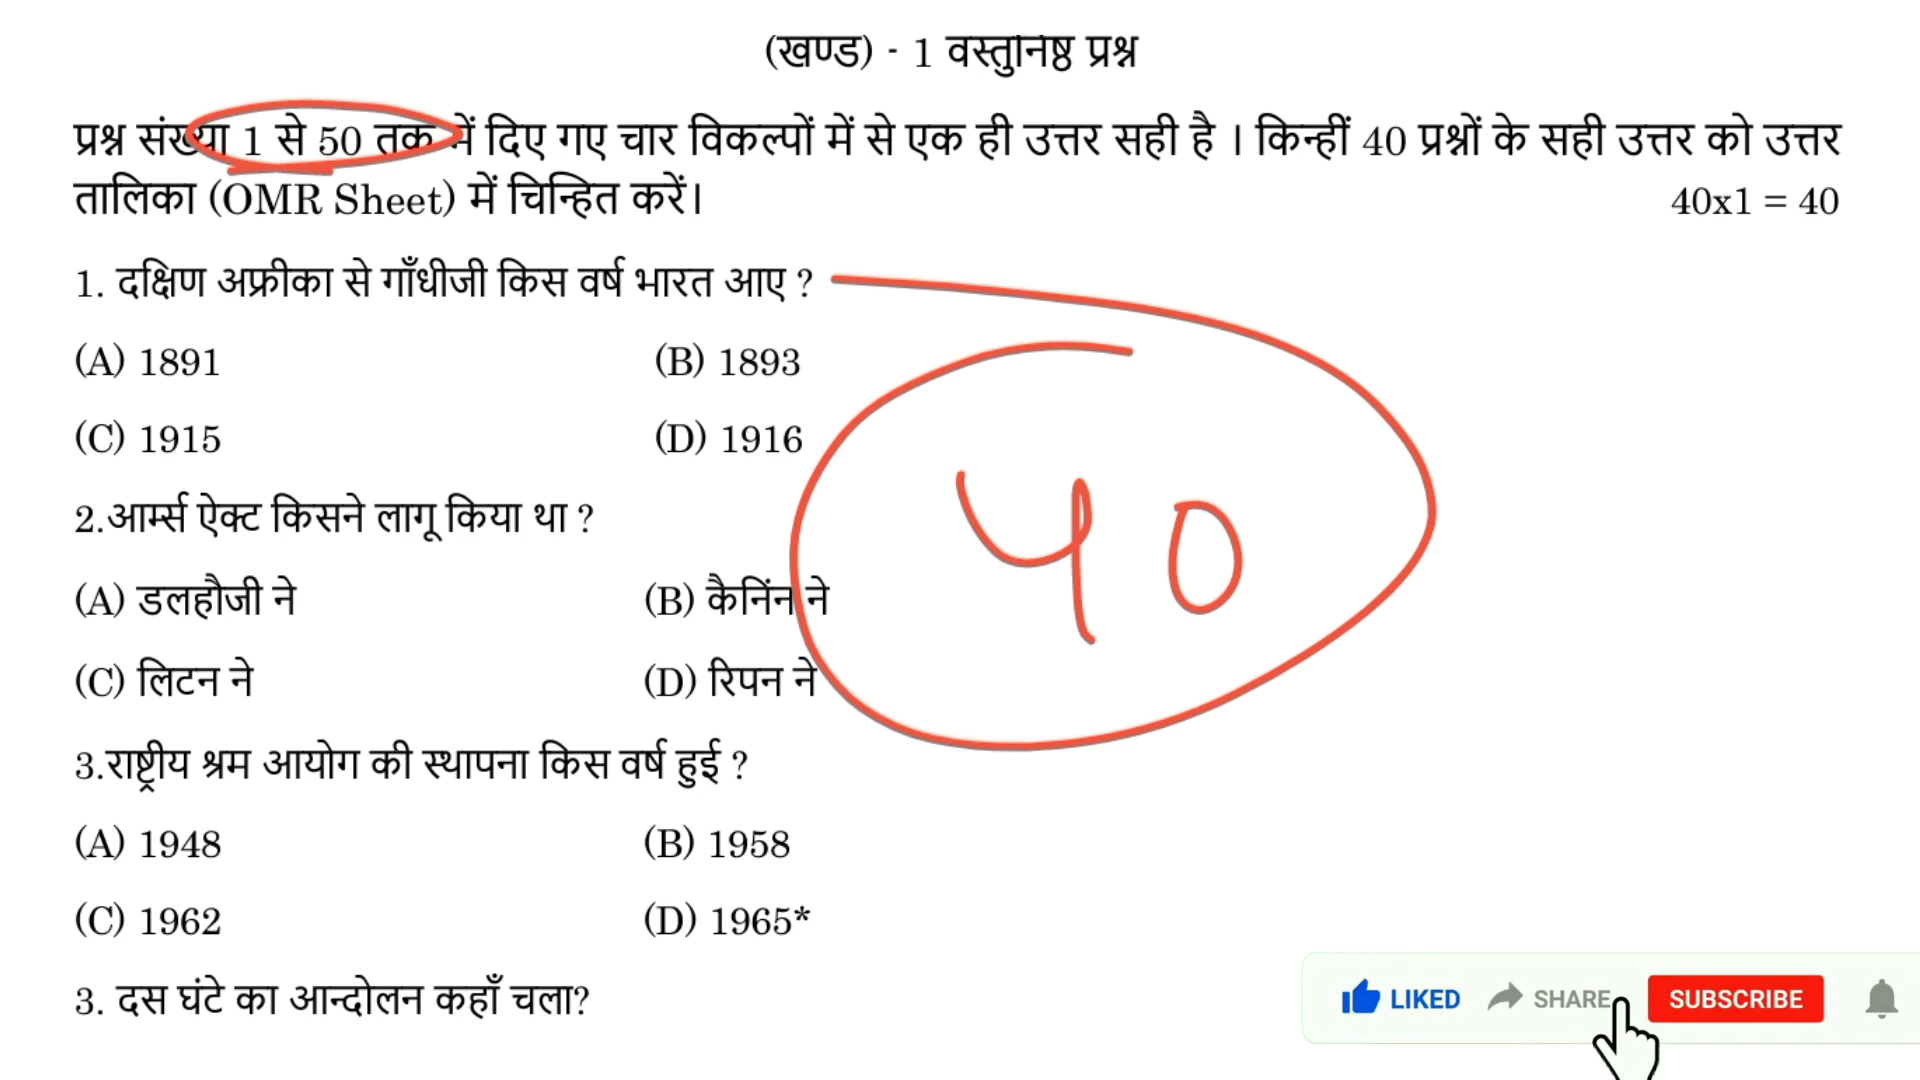 (खण्ड) - 1 वस्तुनिष्ठ प्रश्न
प्रश्न संख्या 1 से 50 तक में दिए गए चार विकल्पों में से एक ही उत्तर सही है । किन्हीं 40 प्रश्नों के सही उत्तर को उत्तर
तालिका (OMR Sheet) में चिन्हित करें। 40x1 = 40
1. दक्षिण अफ्रीका से गाँधीजी किस वर्ष भारत आए ?
(A) 1891 (B) 1893
(C) 1915 (D) 1916
40
2.आर्म्स ऐक्ट किसने लागू किया था ?
(A) डलहौजी ने (B) कैनिंन ने
(C) लिटन ने (D) रिपन ने
3.राष्ट्रीय श्रम आयोग की स्थापना किस वर्ष हुई ?
(A) 1948 (B) 1958
(C) 1962 (D) 1965*
3. दस घंटे का आन्दोलन कहाँ चला?
LIKED SHARE SUBSCRIBE